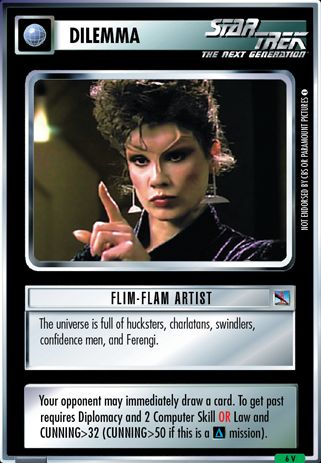 DILEMMA
STAR TREK
THE NEXT GENERATION
NOT ENDORSED BY CBS OR PARAMOUNT PICTURES
FLIM-FLAM ARTIST
The universe is full of hucksters, charlatans, swindlers,
confidence men, and Ferengi.
Your opponent may immediately draw a card. To get past
requires Diplomacy and 2 Computer Skill OR Law and
CUNNING>32 (CUNNING>50 if this is a mission).
6 V